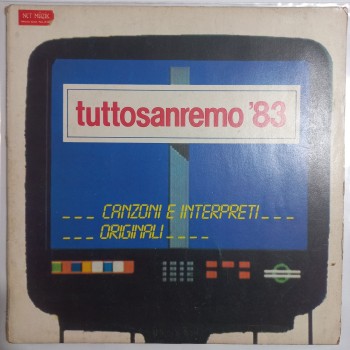 tuttosanremo '83
_ _ _ CANZONI E INTERPRETI _ _ _
_ _ _ ORIGINALI _ _ _ _